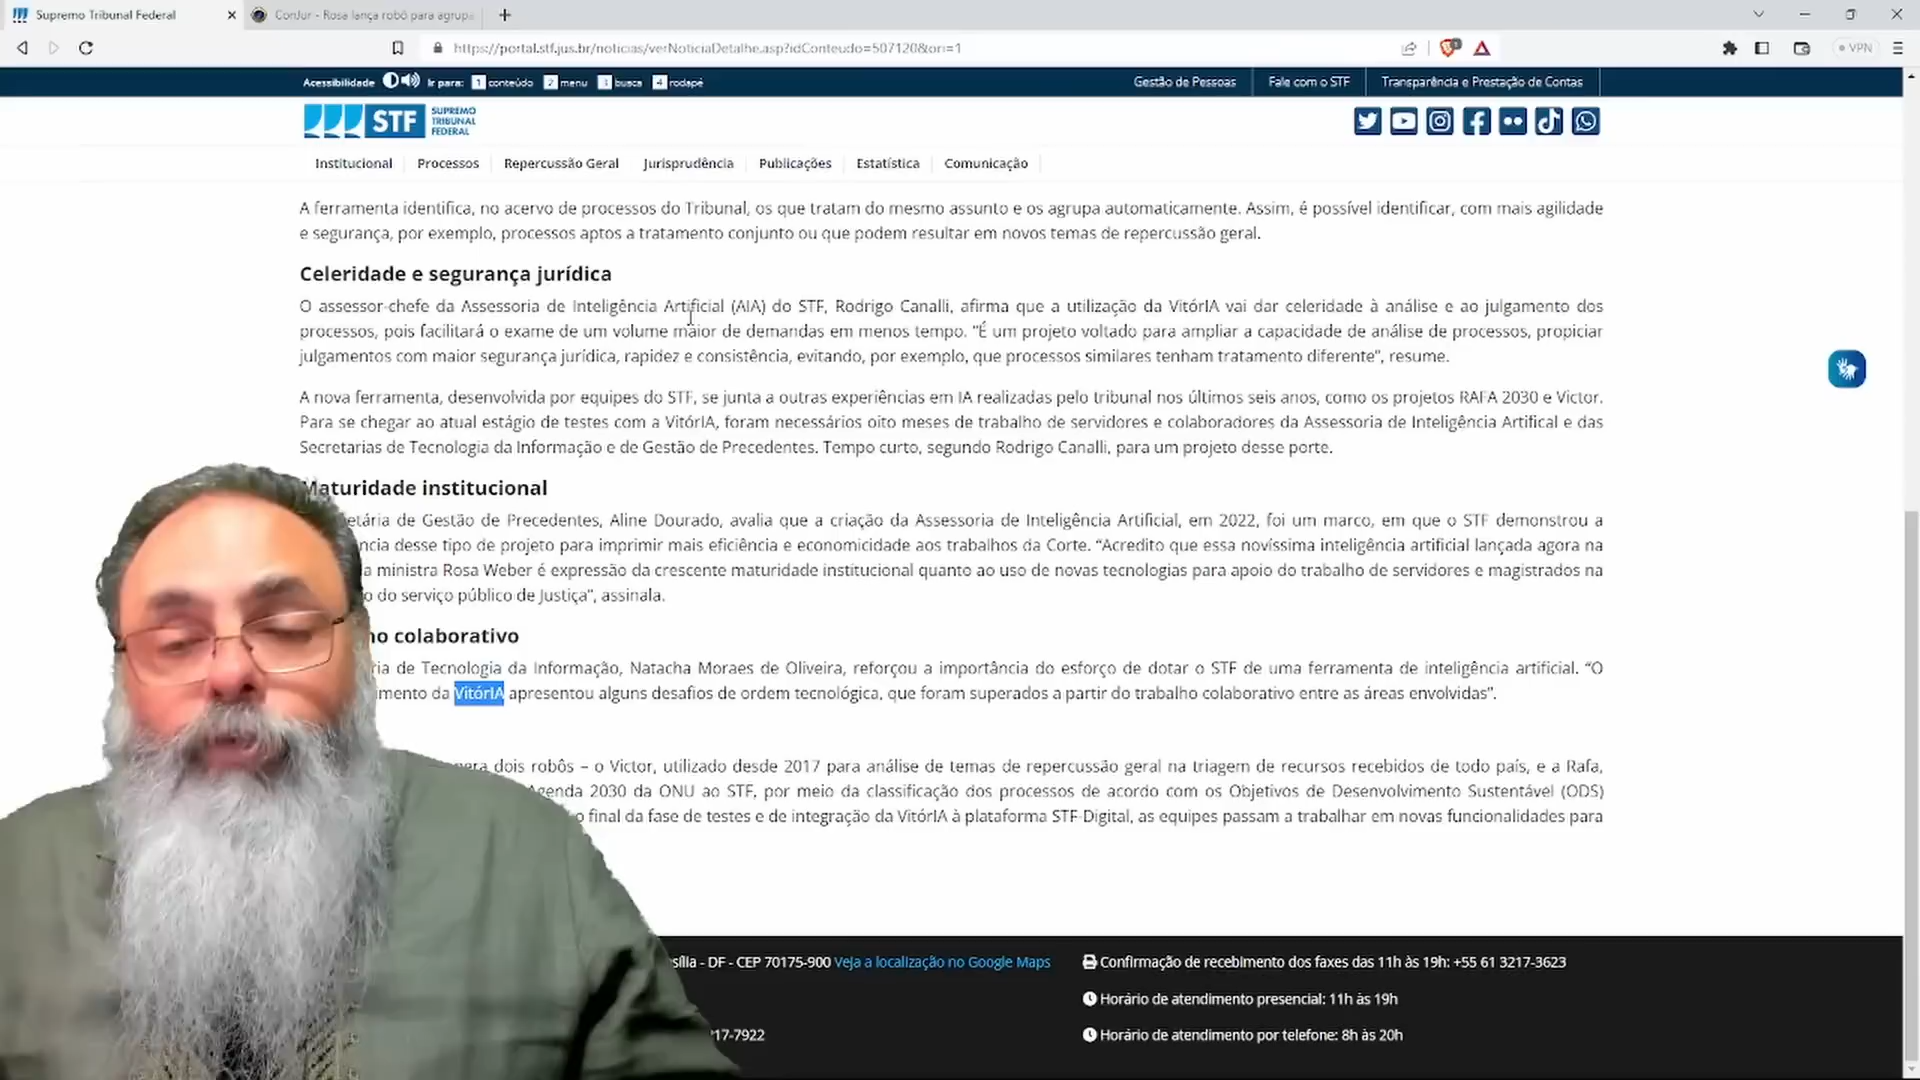 Supremo Tribunal Federal
ConJur - Rosa lança robô para agrupa
https://portal.stf.jus.br/noticias/verNoticiaDetalhe.asp?idConteudo=507120&ori=1
VPN
Acessibilidade Ir para: 1 conteúdo 2 menu 3 busca 4 rodapé
Gestão de Pessoas Fale com o STF Transparência e Prestação de Contas
STF SUPREMO TRIBUNAL FEDERAL
Institucional Processos Repercussão Geral Jurisprudência Publicações Estatística Comunicação
A ferramenta identifica, no acervo de processos do Tribunal, os que tratam do mesmo assunto e os agrupa automaticamente. Assim, é possível identificar, com mais agilidade
e segurança, por exemplo, processos aptos a tratamento conjunto ou que podem resultar em novos temas de repercussão geral.
Celeridade e segurança jurídica
O assessor-chefe da Assessoria de Inteligência Artificial (AIA) do STF, Rodrigo Canalli, afirma que a utilização da VitórIA vai dar celeridade à análise e ao julgamento dos
processos, pois facilitará o exame de um volume maior de demandas em menos tempo. “É um projeto voltado para ampliar a capacidade de análise de processos, propiciar
julgamentos com maior segurança jurídica, rapidez e consistência, evitando, por exemplo, que processos similares tenham tratamento diferente”, resume.
A nova ferramenta, desenvolvida por equipes do STF, se junta a outras experiências em IA realizadas pelo tribunal nos últimos seis anos, como os projetos RAFA 2030 e Victor.
Para se chegar ao atual estágio de testes com a VitórIA, foram necessários oito meses de trabalho de servidores e colaboradores da Assessoria de Inteligência Artifical e das
Secretarias de Tecnologia da Informação e de Gestão de Precedentes. Tempo curto, segundo Rodrigo Canalli, para um projeto desse porte.
Maturidade institucional
etária de Gestão de Precedentes, Aline Dourado, avalia que a criação da Assessoria de Inteligência Artificial, em 2022, foi um marco, em que o STF demonstrou a
ncia desse tipo de projeto para imprimir mais eficiência e economicidade aos trabalhos da Corte. “Acredito que essa novíssima inteligência artificial lançada agora na
a ministra Rosa Weber é expressão da crescente maturidade institucional quanto ao uso de novas tecnologias para apoio do trabalho de servidores e magistrados na
o do serviço público de Justiça”, assinala.
ho colaborativo
ria de Tecnologia da Informação, Natacha Moraes de Oliveira, reforçou a importância do esforço de dotar o STF de uma ferramenta de inteligência artificial. “O
imento da VitórIA apresentou alguns desafios de ordem tecnológica, que foram superados a partir do trabalho colaborativo entre as áreas envolvidas”.
era dois robôs – o Victor, utilizado desde 2017 para análise de temas de repercussão geral na triagem de recursos recebidos de todo país, e a Rafa,
Agenda 2030 da ONU ao STF, por meio da classificação dos processos de acordo com os Objetivos de Desenvolvimento Sustentável (ODS)
o final da fase de testes e de integração da VitórIA à plataforma STF-Digital, as equipes passam a trabalhar em novas funcionalidades para
sília - DF - CEP 70175-900 Veja a localização no Google Maps
Confirmação de recebimento dos faxes das 11h às 19h: +55 61 3217-3623
Horário de atendimento presencial: 11h às 19h
17-7922
Horário de atendimento por telefone: 8h às 20h